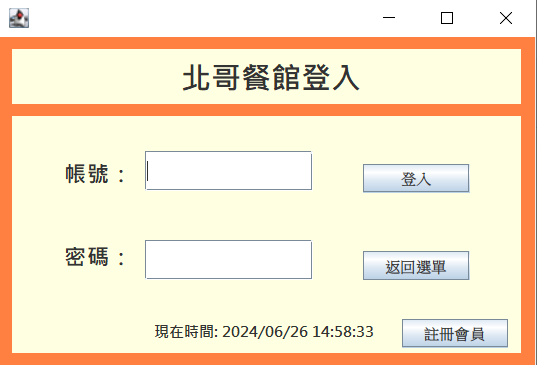 北哥餐館登入
帳號：
登入
密碼：
返回選單
現在時間: 2024/06/26 14:58:33
註冊會員